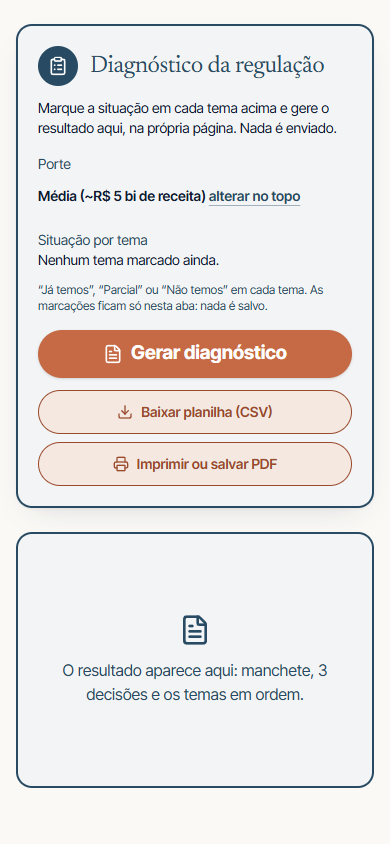 Diagnóstico da regulação
Marque a situação em cada tema acima e gere o
resultado aqui, na própria página. Nada é enviado.
Porte
Média (~R$ 5 bi de receita) alterar no topo
Situação por tema
Nenhum tema marcado ainda.
“Já temos”, “Parcial” ou “Não temos” em cada tema. As
marcações ficam só nesta aba: nada é salvo.
Gerar diagnóstico
Baixar planilha (CSV)
Imprimir ou salvar PDF
O resultado aparece aqui: manchete, 3
decisões e os temas em ordem.